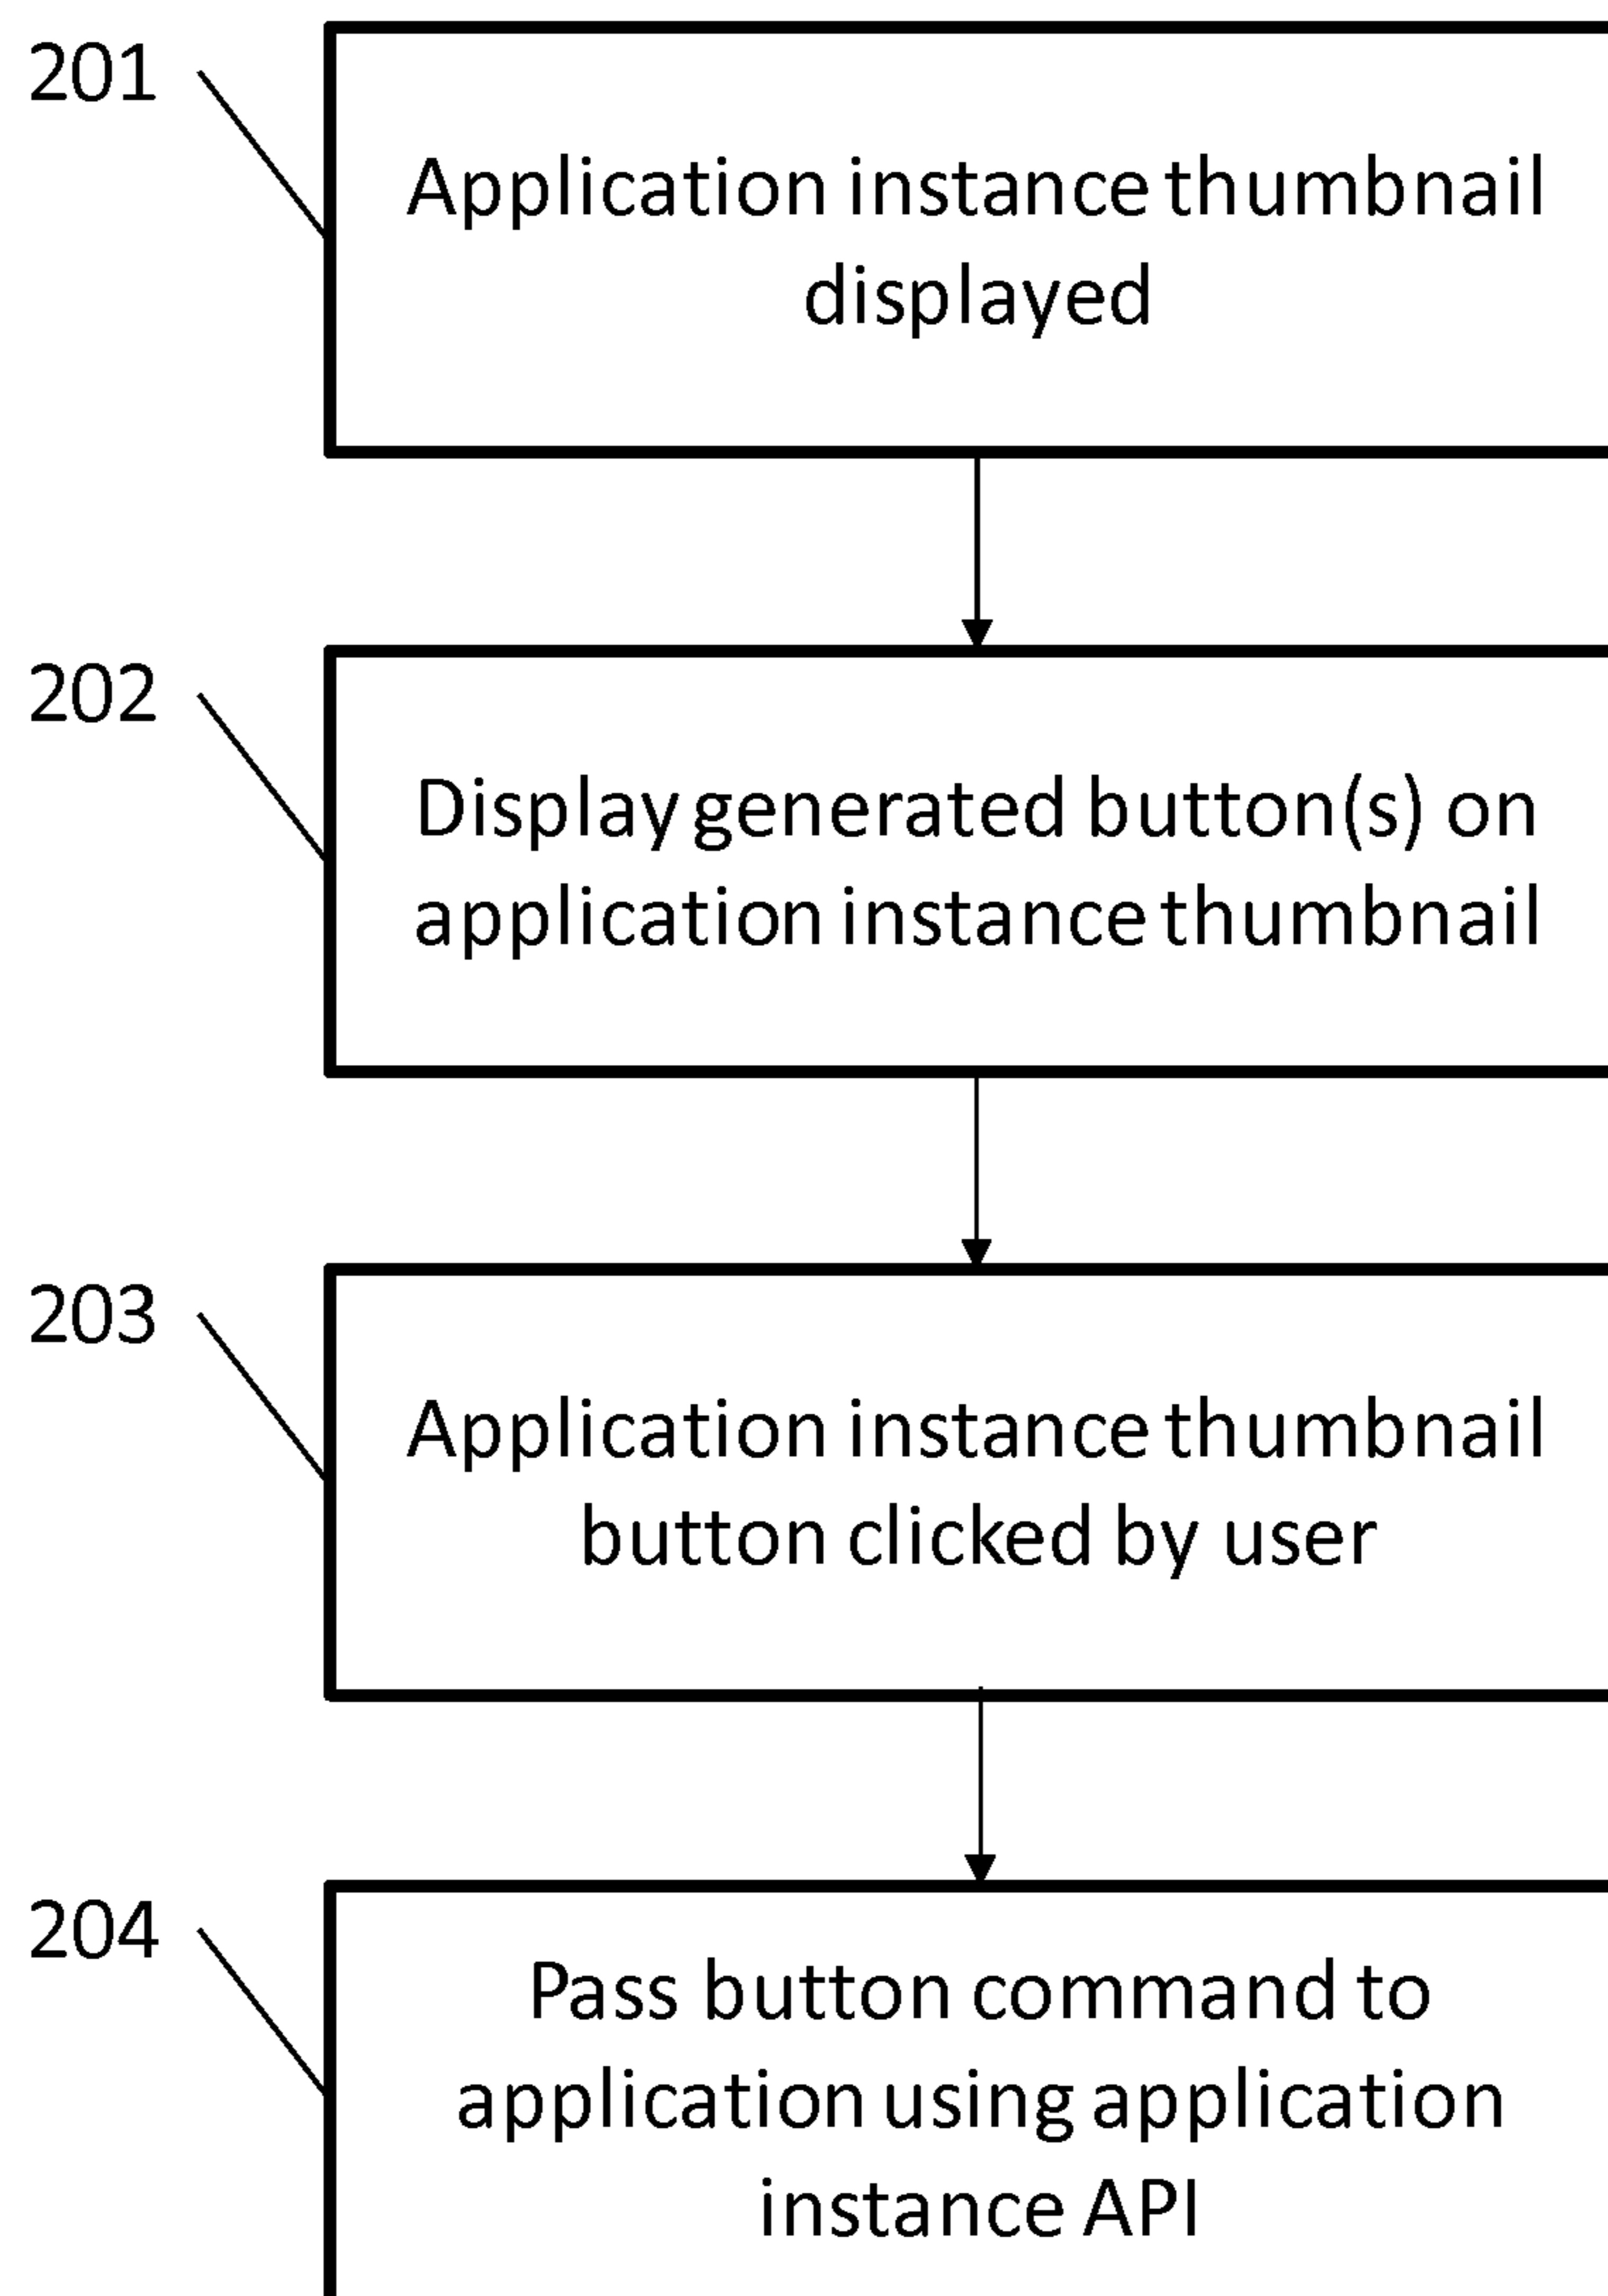 201
Application instance thumbnail
displayed
202
Display generated button(s) on
application instance thumbnail
203
Application instance thumbnail
button clicked by user
204
Pass button command to
application using application
instance API